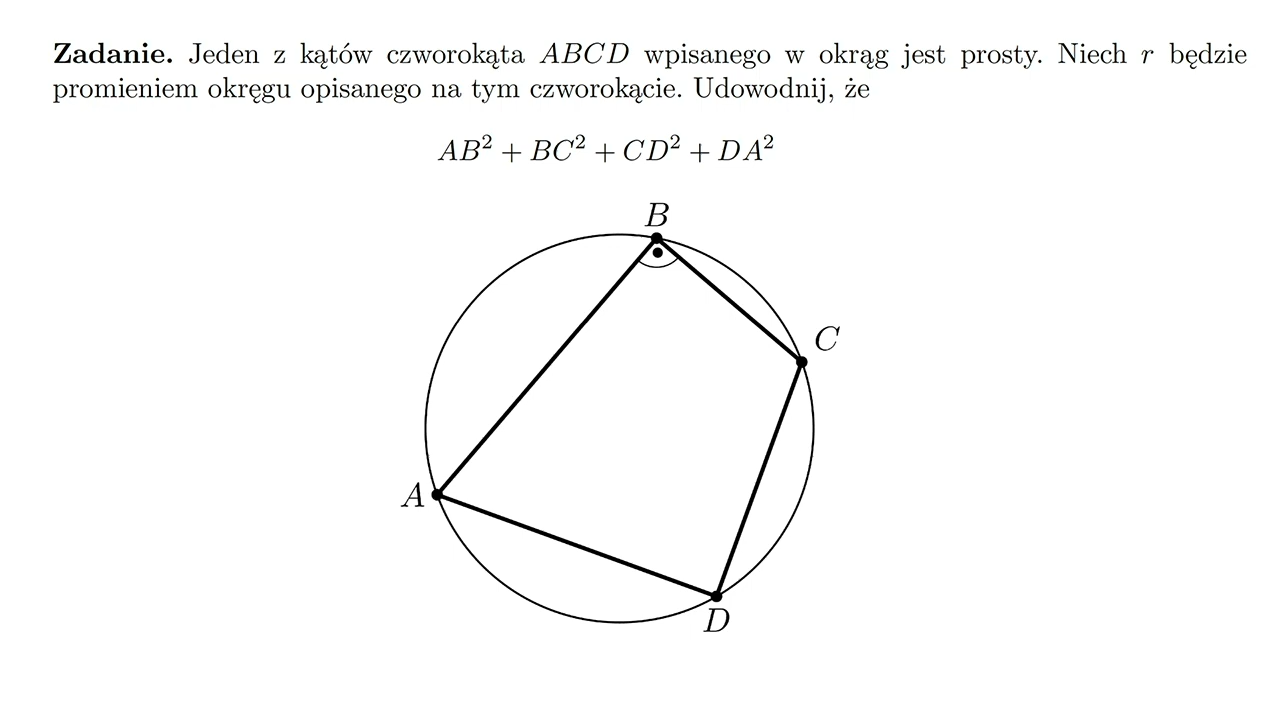 Zadanie. Jeden z kątów czworokąta ABCD wpisanego w okrąg jest prosty. Niech r będzie
promieniem okręgu opisanego na tym czworokącie. Udowodnij, że
AB² + BC² + CD² + DA²
B
C
A
D